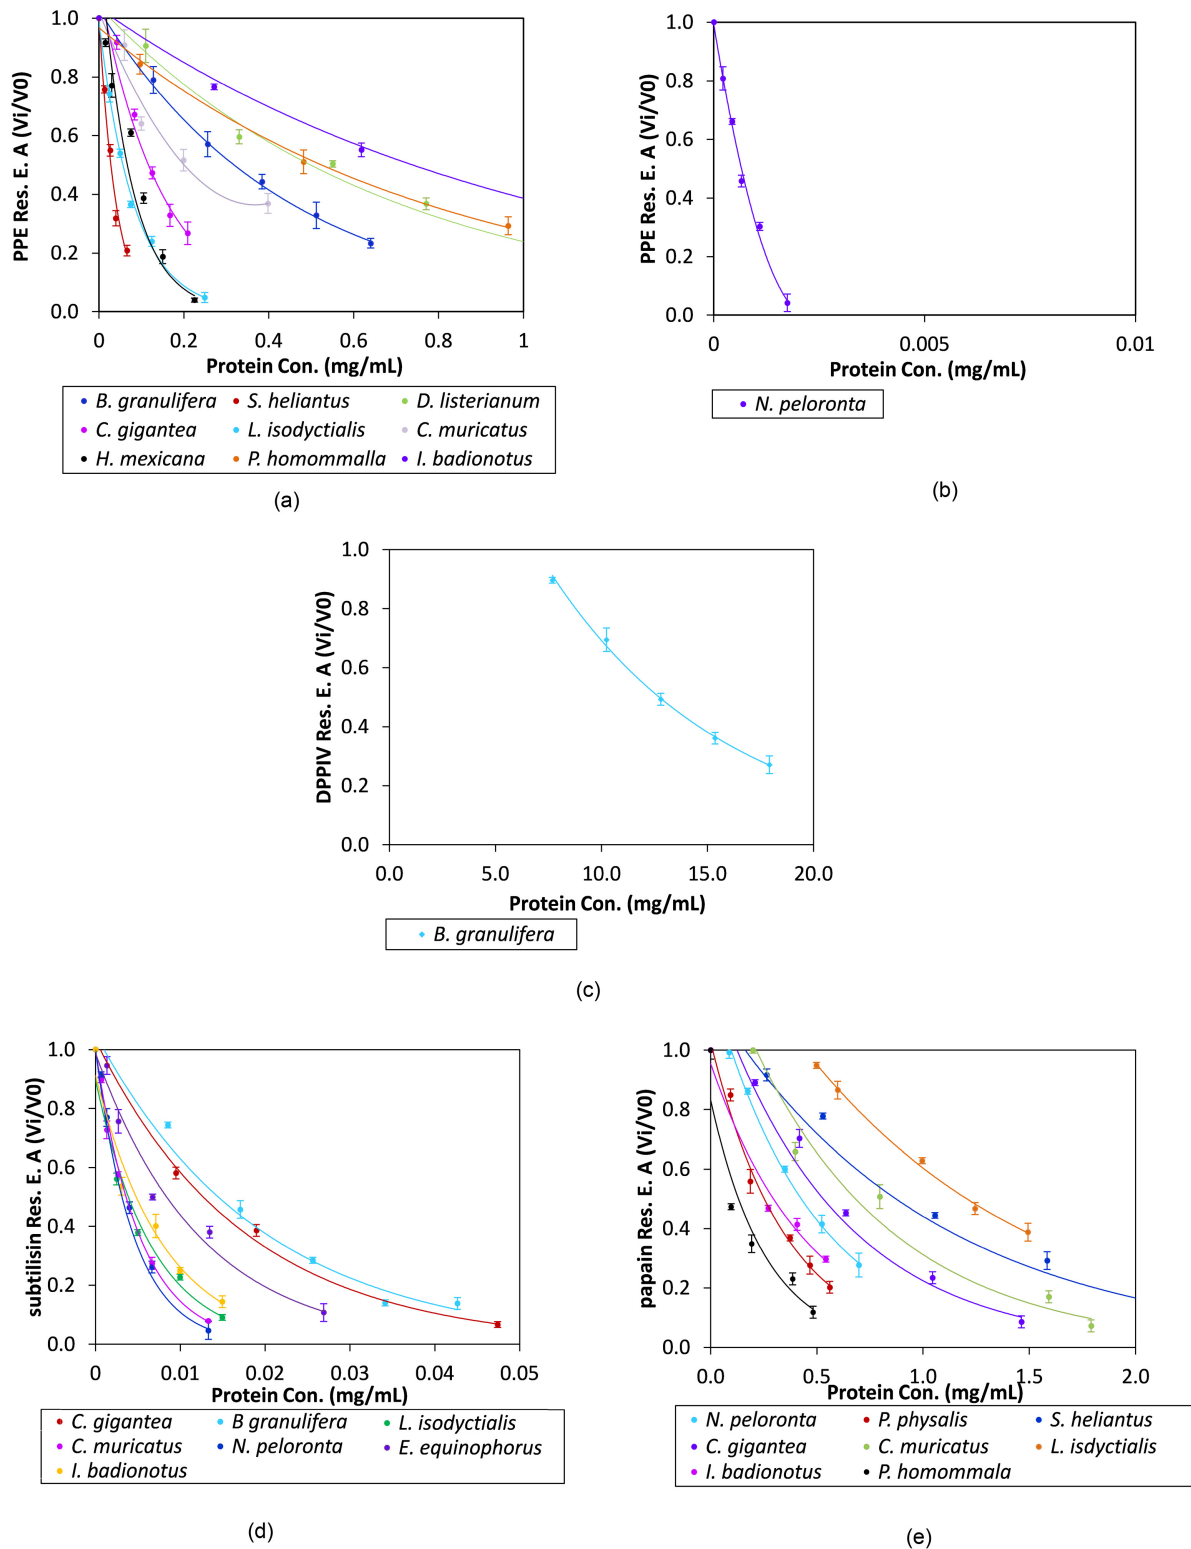 PPE Res. E. A (Vi/V0)
1.0
0.8
0.6
0.4
0.2
0.0
0 0.2 0.4 0.6 0.8 1
Protein Con. (mg/mL)
B. granulifera S. heliantus D. listerianum
C. gigantea L. isodyctialis C. muricatus
H. mexicana P. homommalla I. badionotus
(a)
PPE Res. E. A (Vi/V0)
1.0
0.8
0.6
0.4
0.2
0.0
0 0.005 0.01
Protein Con. (mg/mL)
N. peloronta
(b)
DPPIV Res. E. A (Vi/V0)
1.0
0.8
0.6
0.4
0.2
0.0
0.0 5.0 10.0 15.0 20.0
Protein Con. (mg/mL)
B. granulifera
(c)
subtilisin Res. E. A (Vi/V0)
1.0
0.8
0.6
0.4
0.2
0.0
0 0.01 0.02 0.03 0.04 0.05
Protein Con. (mg/mL)
C. gigantea B granulifera L. isodyctialis
C. muricatus N. peloronta E. equinophorus
I. badionotus
(d)
papain Res. E. A (Vi/V0)
1.0
0.8
0.6
0.4
0.2
0.0
0.0 0.5 1.0 1.5 2.0
Protein Con. (mg/mL)
N. peloronta P. physalis S. heliantus
C. gigantea C. muricatus L. isdyctialis
I. badionotus P. homommala
(e)